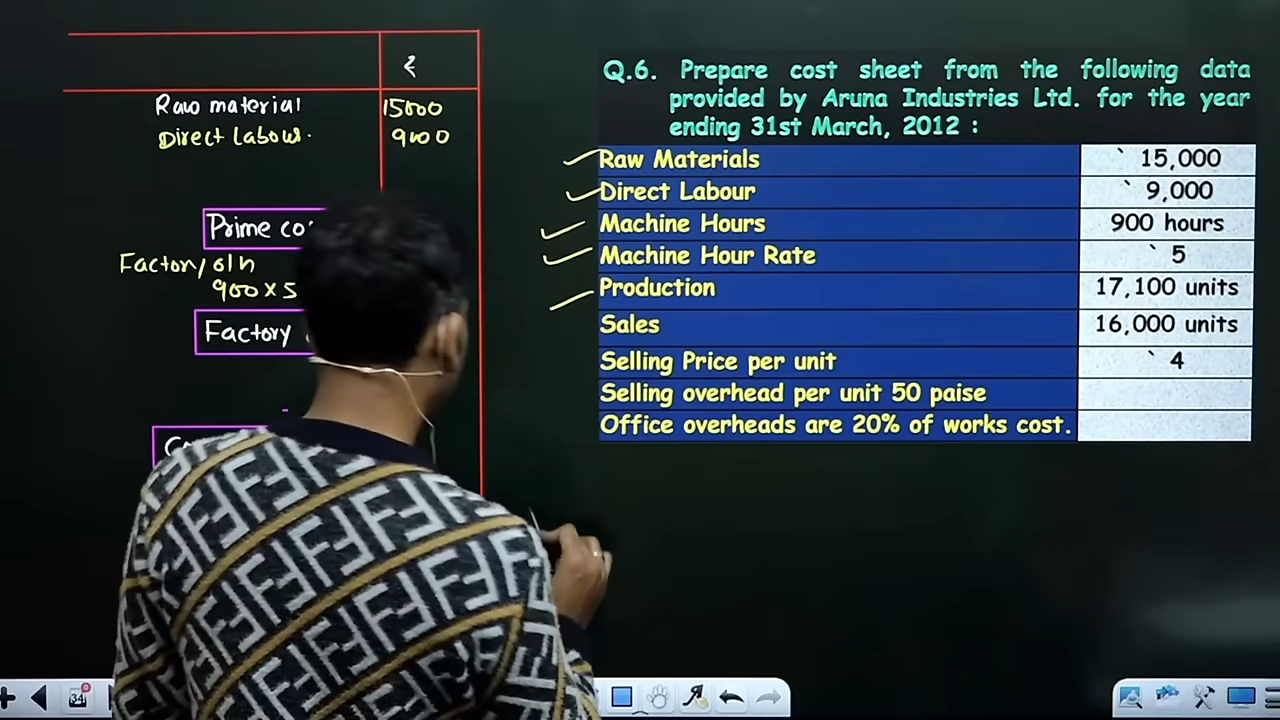 ₹
Raw material 15000
Direct Labour. 9000
Prime
Factory o/h
900 x 5
Factory
Q.6. Prepare cost sheet from the following data
provided by Aruna Industries Ltd. for the year
ending 31st March, 2012 :
Raw Materials ` 15,000
Direct Labour ` 9,000
Machine Hours 900 hours
Machine Hour Rate ` 5
Production 17,100 units
Sales 16,000 units
Selling Price per unit ` 4
Selling overhead per unit 50 paise
Office overheads are 20% of works cost.
34